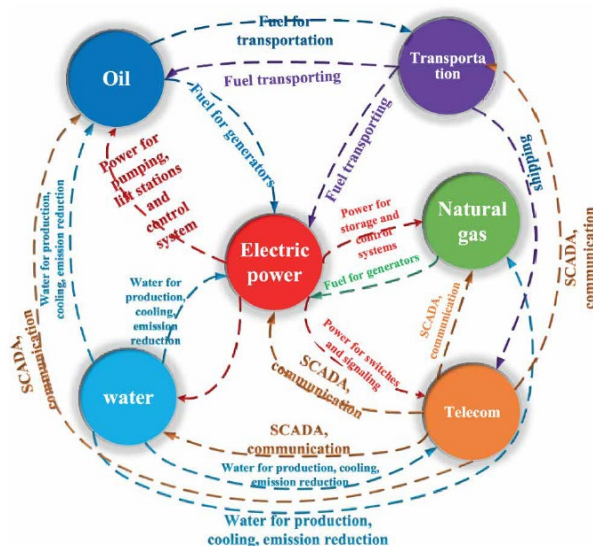 Fuel for
transportation
Oil
Transporta
tion
Fuel transporting
Fuel for generators
Fuel transporting
shipping
Power for
pumping,
lift stations
and
control
system
Power for
storage and
control
systems
Natural
gas
Electric
power
Fuel for generators
Water for production,
cooling, emission reduction
Water for
production,
cooling,
emission
reduction
SCADA,
communication
SCADA,
communication
Power for switches
and signaling
SCADA,
communication
SCADA,
communication
water
Telecom
SCADA,
communication
Water for production, cooling,
emission reduction
Water for production,
cooling, emission reduction